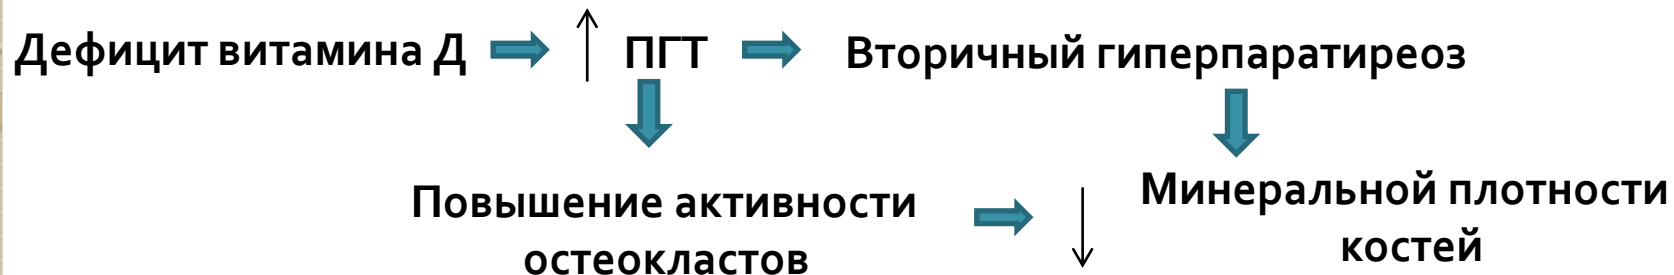 Дефицит витамина Д ПГТ Вторичный гиперпаратиреоз
Повышение активности
остеокластов
Минеральной плотности
костей